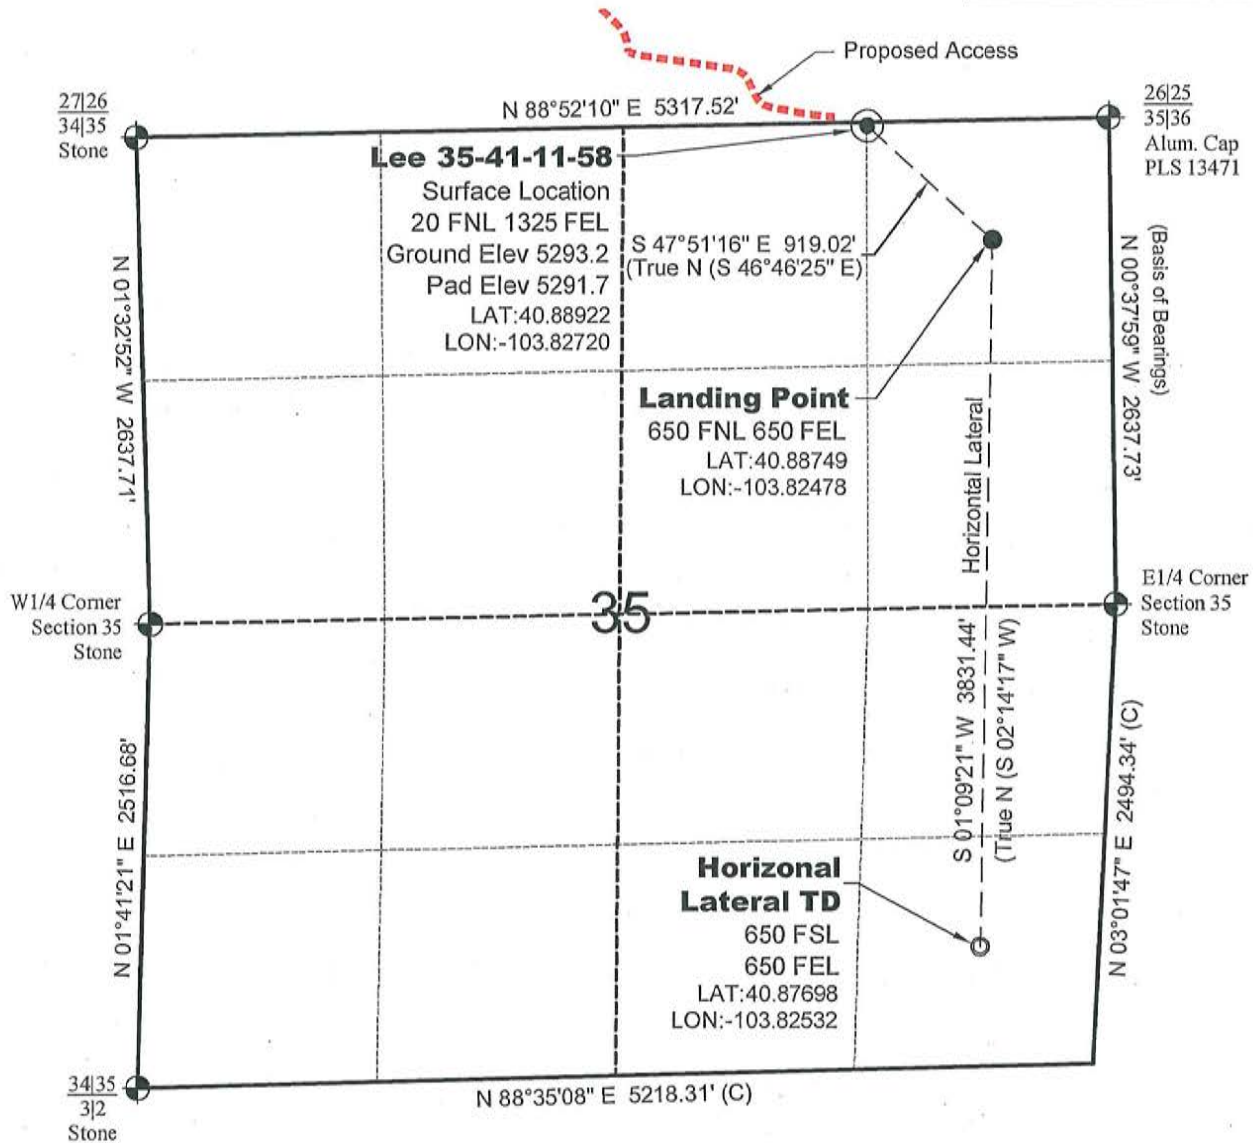 Proposed Access
N 88°52'10" E 5317.52'
27|26
34|35
Stone
26|25
35|36
Alum. Cap
PLS 13471
Lee 35-41-11-58
Surface Location
20 FNL 1325 FEL
Ground Elev 5293.2
Pad Elev 5291.7
LAT:40.88922
LON:-103.82720
S 47°51'16" E 919.02'
(True N (S 46°46'25" E)
N 01°32'52" W 2637.71'
N 00°37'59" W 2637.73'
(Basis of Bearings)
Landing Point
650 FNL 650 FEL
LAT:40.88749
LON:-103.82478
Horizontal Lateral
W1/4 Corner
Section 35
Stone
35
E1/4 Corner
Section 35
Stone
S 01°09'21" W 3831.44'
(True N (S 02°14'17" W)
N 01°41'21" E 2516.68'
N 03°01'47" E 2494.34' (C)
Horizonal
Lateral TD
650 FSL
650 FEL
LAT:40.87698
LON:-103.82532
34|35
3|2
Stone
N 88°35'08" E 5218.31' (C)